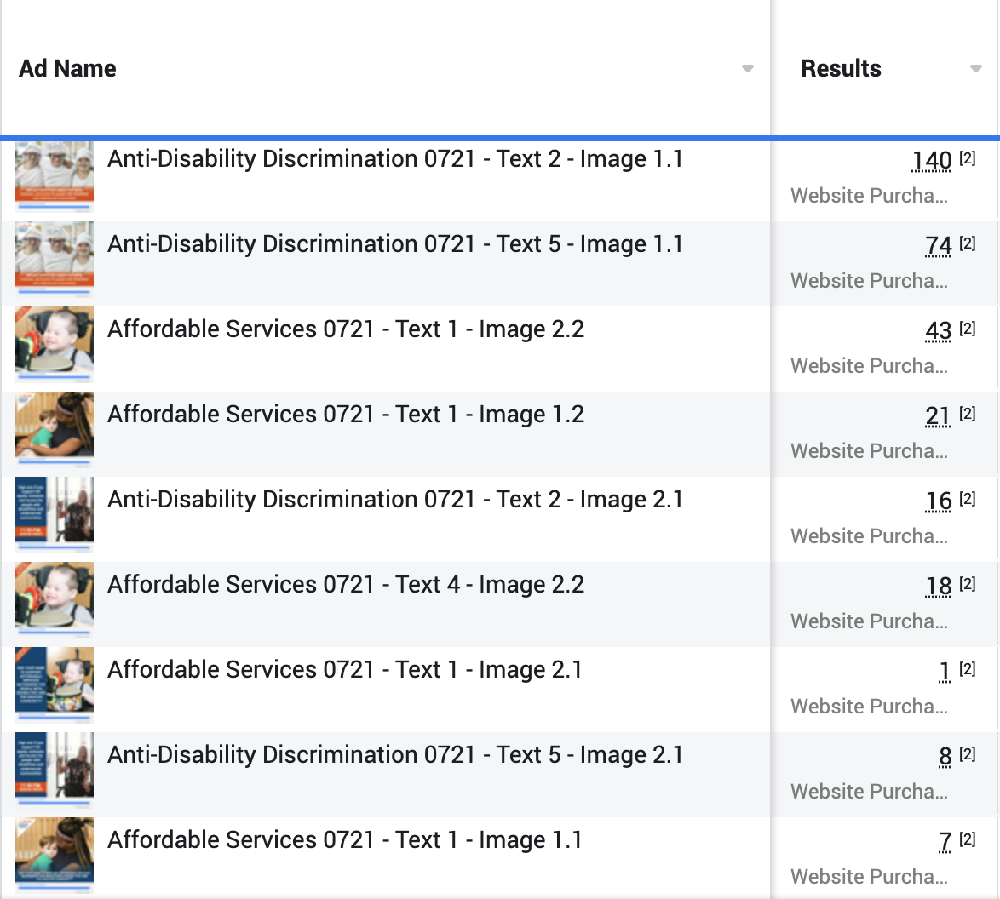 Ad Name
Results
Anti-Disability Discrimination 0721 - Text 2 - Image 1.1
140 [2]
Website Purcha...
Anti-Disability Discrimination 0721 - Text 5 - Image 1.1
74 [2]
Website Purcha...
Affordable Services 0721 - Text 1 - Image 2.2
43 [2]
Website Purcha...
Affordable Services 0721 - Text 1 - Image 1.2
21 [2]
Website Purcha...
Anti-Disability Discrimination 0721 - Text 2 - Image 2.1
16 [2]
Website Purcha...
Affordable Services 0721 - Text 4 - Image 2.2
18 [2]
Website Purcha...
Affordable Services 0721 - Text 1 - Image 2.1
1 [2]
Website Purcha...
Anti-Disability Discrimination 0721 - Text 5 - Image 2.1
8 [2]
Website Purcha...
Affordable Services 0721 - Text 1 - Image 1.1
7 [2]
Website Purcha...